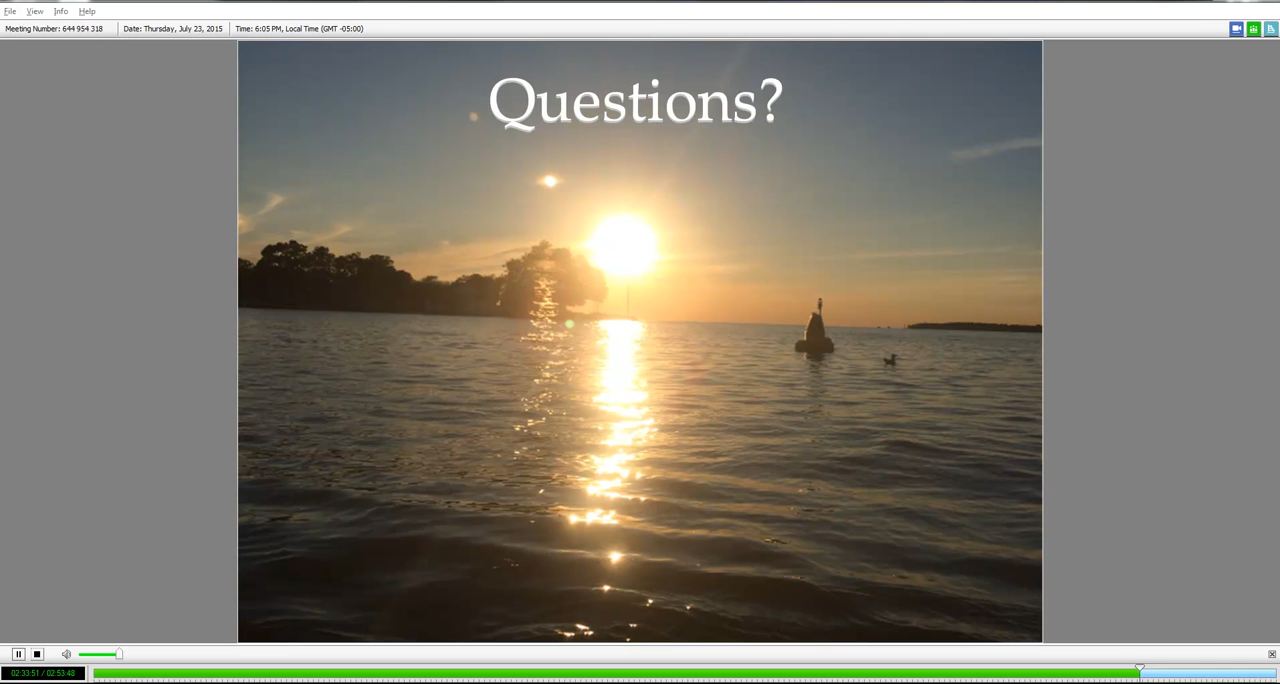 File View Info Help
Meeting Number: 644 954 318 Date: Thursday, July 23, 2015 Time: 6:05 PM, Local Time (GMT -05:00)
Questions?
02:33:51 / 02:53:48